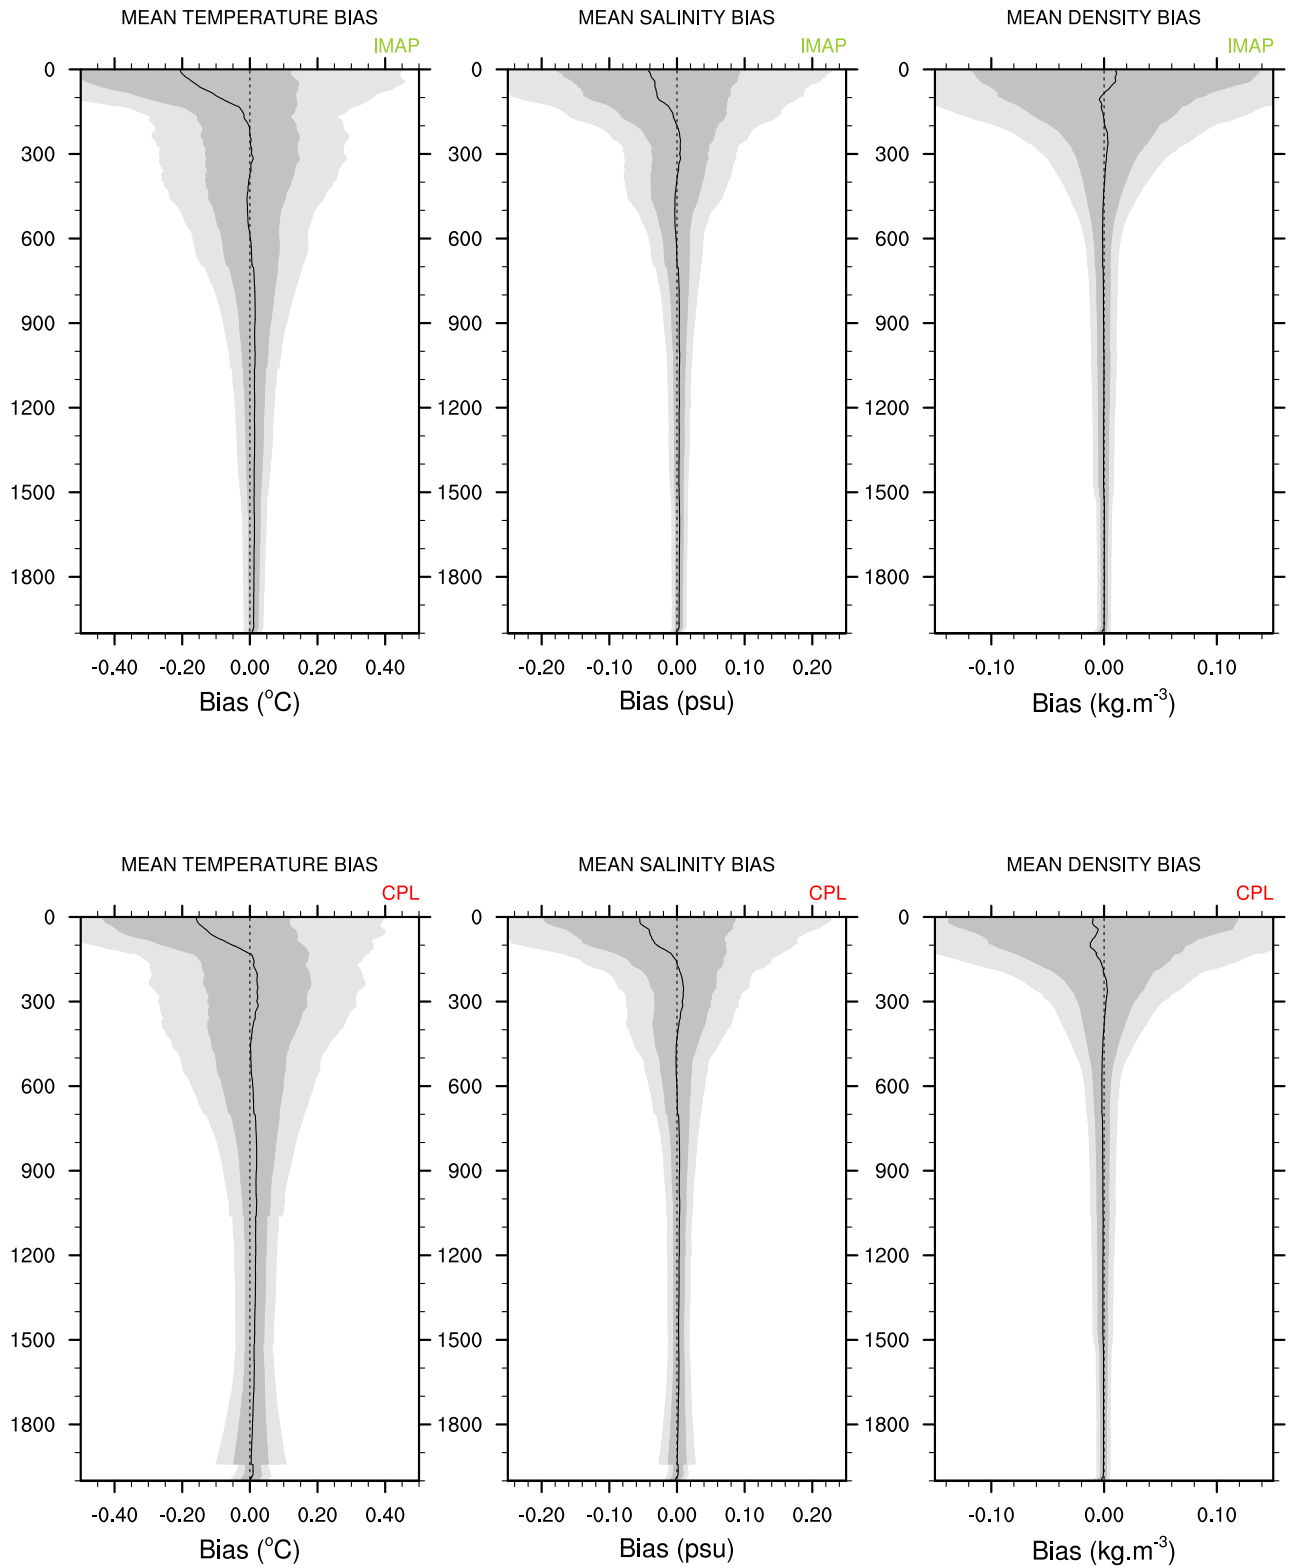 MEAN TEMPERATURE BIAS MEAN SALINITY BIAS MEAN DENSITY BIAS
IMAP IMAP IMAP
0 0 0
300 300 300
600 600 600
900 900 900
1200 1200 1200
1500 1500 1500
1800 1800 1800
-0.40 -0.20 0.00 0.20 0.40 -0.20 -0.10 0.00 0.10 0.20 -0.10 0.00 0.10
Bias (°C) Bias (psu) Bias (kg.m⁻³)
MEAN TEMPERATURE BIAS MEAN SALINITY BIAS MEAN DENSITY BIAS
CPL CPL CPL
0 0 0
300 300 300
600 600 600
900 900 900
1200 1200 1200
1500 1500 1500
1800 1800 1800
-0.40 -0.20 0.00 0.20 0.40 -0.20 -0.10 0.00 0.10 0.20 -0.10 0.00 0.10
Bias (°C) Bias (psu) Bias (kg.m⁻³)